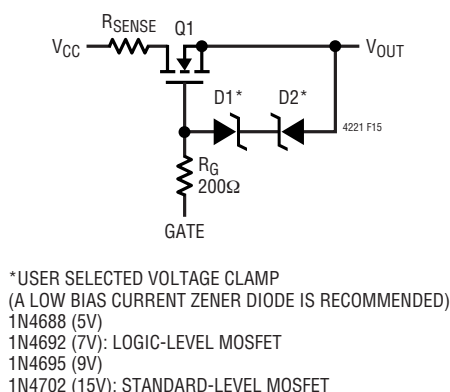 RSENSE Q1
VCC
VOUT
D1* D2*
4221 F15
RG
200Ω
GATE
*USER SELECTED VOLTAGE CLAMP
(A LOW BIAS CURRENT ZENER DIODE IS RECOMMENDED)
1N4688 (5V)
1N4692 (7V): LOGIC-LEVEL MOSFET
1N4695 (9V)
1N4702 (15V): STANDARD-LEVEL MOSFET